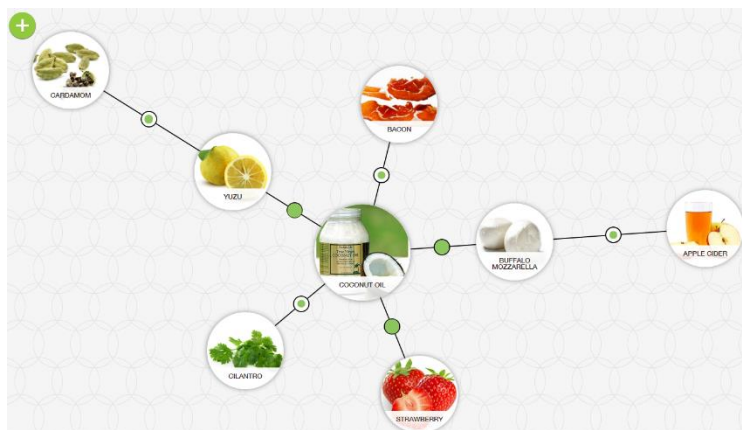 CARDAMOM
BACON
YUZU
BUFFALO
MOZZARELLA
APPLE CIDER
COCONUT OIL
CILANTRO
STRAWBERRY